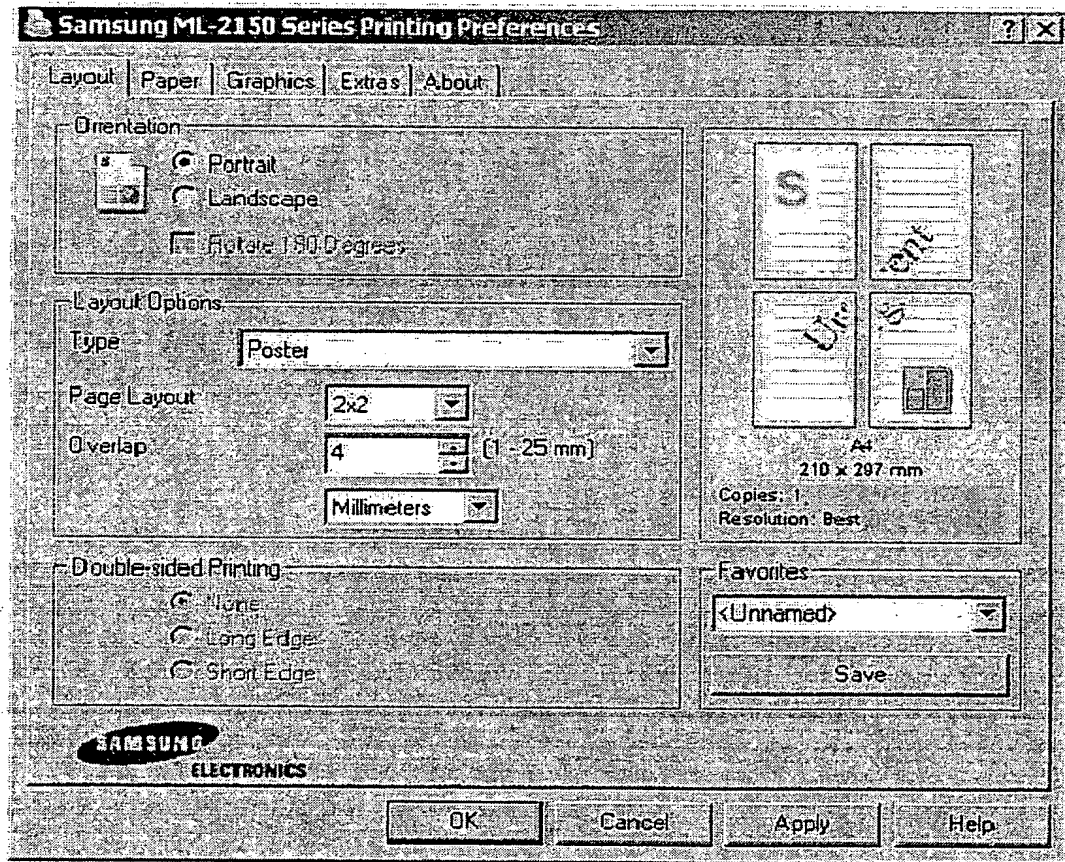 Samsung ML-2150 Series Printing Preferences
Layout Paper Graphics Extras About
Orientation
Portrait
Landscape
Rotate 180 Degrees
Layout Options
Type Poster
Page Layout 2x2
Overlap 4 (1 - 25 mm)
Millimeters
Double-sided Printing
None
Long Edge
Short Edge
SAMSUNG
ELECTRONICS
S
ent
Ure
S
A4
210 x 297 mm
Copies: 1
Resolution: Best
Favorites
<Unnamed>
Save
OK Cancel Apply Help